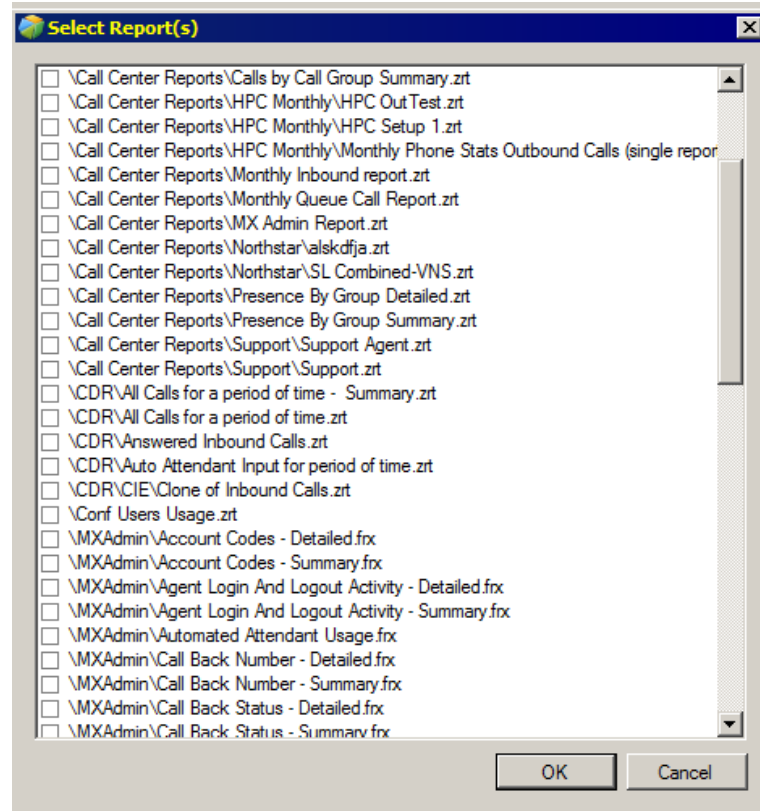 Select Report(s)
\Call Center Reports\Calls by Call Group Summary.zrt
\Call Center Reports\HPC Monthly\HPC OutTest.zrt
\Call Center Reports\HPC Monthly\HPC Setup 1.zrt
\Call Center Reports\HPC Monthly\Monthly Phone Stats Outbound Calls (single repor
\Call Center Reports\Monthly Inbound report.zrt
\Call Center Reports\Monthly Queue Call Report.zrt
\Call Center Reports\MX Admin Report.zrt
\Call Center Reports\Northstar\alskdfja.zrt
\Call Center Reports\Northstar\SL Combined-VNS.zrt
\Call Center Reports\Presence By Group Detailed.zrt
\Call Center Reports\Presence By Group Summary.zrt
\Call Center Reports\Support\Support Agent.zrt
\Call Center Reports\Support\Support.zrt
\CDR\All Calls for a period of time -  Summary.zrt
\CDR\All Calls for a period of time.zrt
\CDR\Answered Inbound Calls.zrt
\CDR\Auto Attendant Input for period of time.zrt
\CDR\CIE\Clone of Inbound Calls.zrt
\Conf Users Usage.zrt
\MXAdmin\Account Codes - Detailed.frx
\MXAdmin\Account Codes - Summary.frx
\MXAdmin\Agent Login And Logout Activity - Detailed.frx
\MXAdmin\Agent Login And Logout Activity - Summary.frx
\MXAdmin\Automated Attendant Usage.frx
\MXAdmin\Call Back Number - Detailed.frx
\MXAdmin\Call Back Number - Summary.frx
\MXAdmin\Call Back Status - Detailed.frx
\MXAdmin\Call Back Status - Summary.frx
OK Cancel